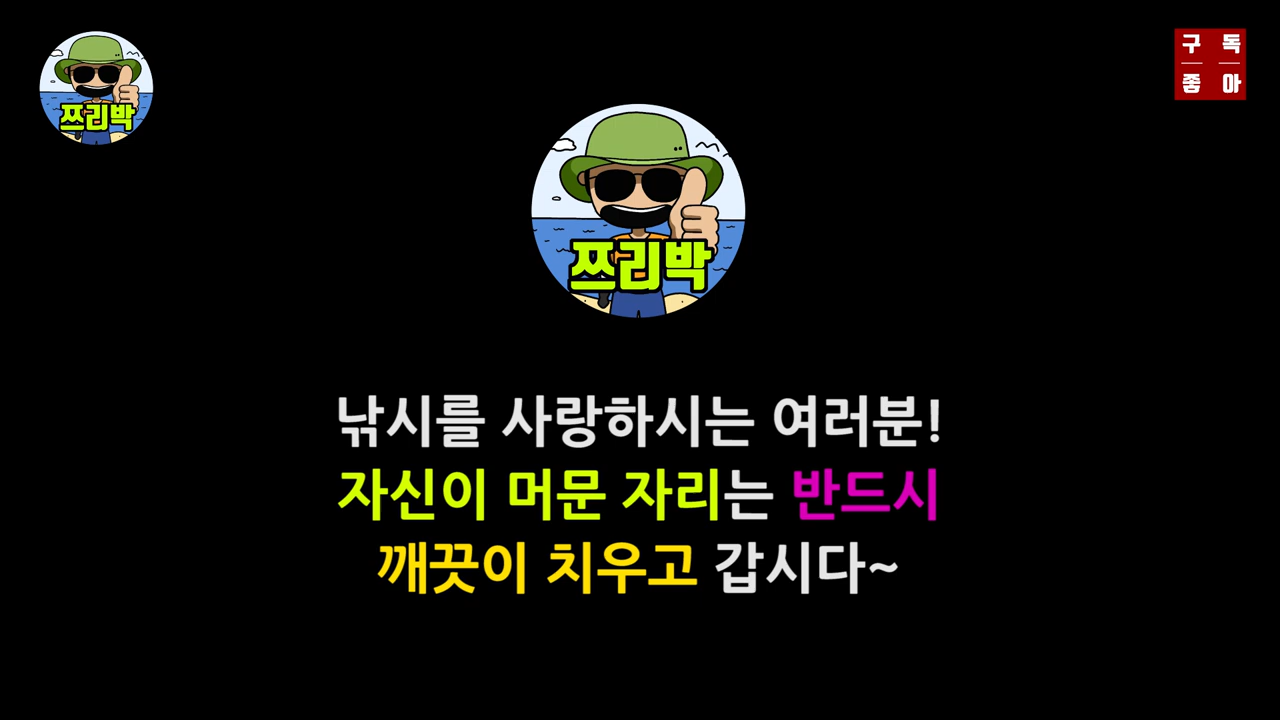 쯔리박
구독
좋아
쯔리박
낚시를 사랑하시는 여러분!
자신이 머문 자리는 반드시
깨끗이 치우고 갑시다~